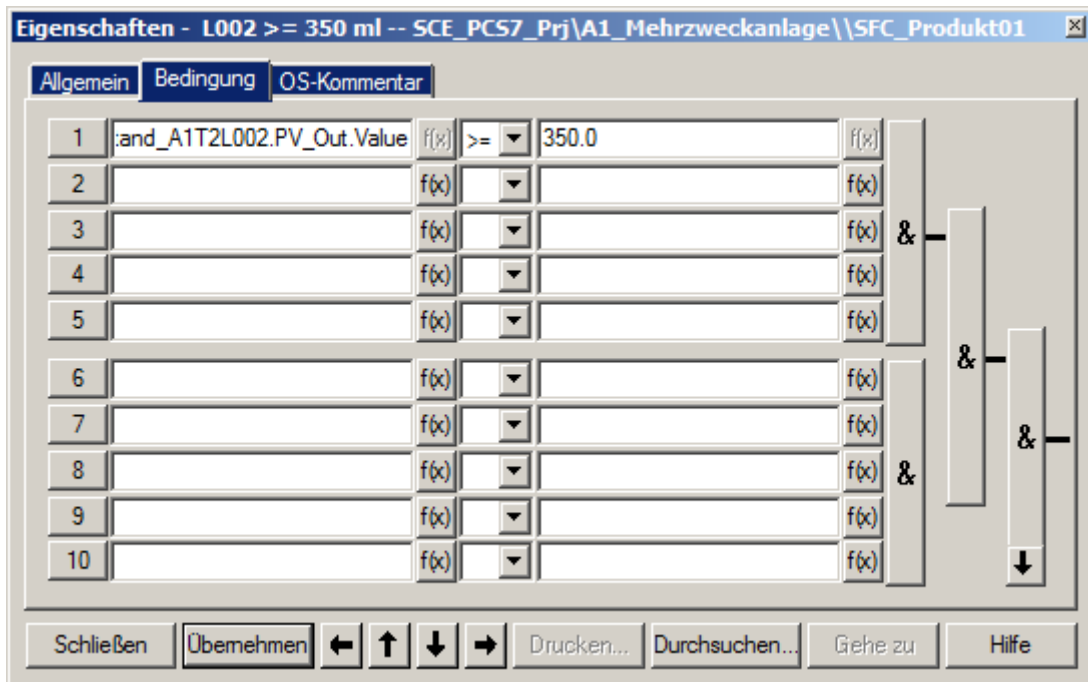 Eigenschaften - L002 >= 350 ml -- SCE_PCS7_Prj\A1_Mehrzweckanlage\\SFC_Produkt01
Allgemein Bedingung OS-Kommentar
1 :and_A1T2L002.PV_Out.Value f(x) >= 350.0 f(x)
2 f(x) f(x)
3 f(x) f(x) &
4 f(x) f(x)
5 f(x) f(x)
&
6 f(x) f(x)
7 f(x) f(x) &
8 f(x) f(x) &
9 f(x) f(x)
10 f(x) f(x)
Schließen Übernehmen Drucken... Durchsuchen... Gehe zu Hilfe